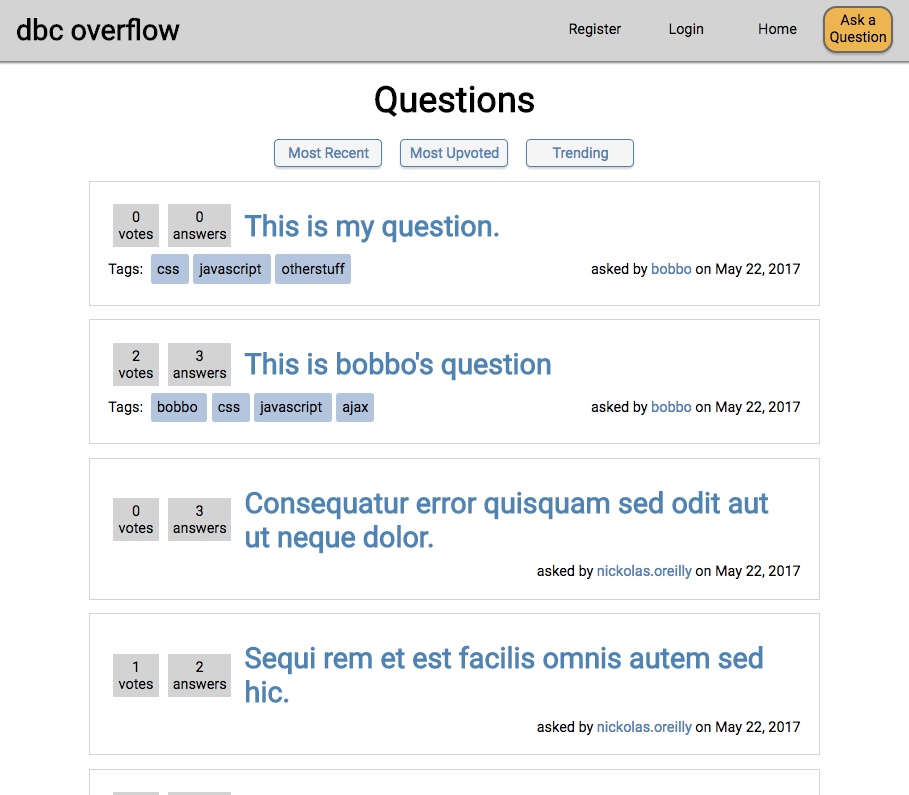 dbc overflow
Register Login Home Ask a
Question
Questions
Most Recent Most Upvoted Trending
0 0
votes answers This is my question.
Tags: css javascript otherstuff asked by bobbo on May 22, 2017
2 3
votes answers This is bobbo's question
Tags: bobbo css javascript ajax asked by bobbo on May 22, 2017
0 3
votes answers Consequatur error quisquam sed odit aut
ut neque dolor.
asked by nickolas.oreilly on May 22, 2017
1 2
votes answers Sequi rem et est facilis omnis autem sed
hic.
asked by nickolas.oreilly on May 22, 2017